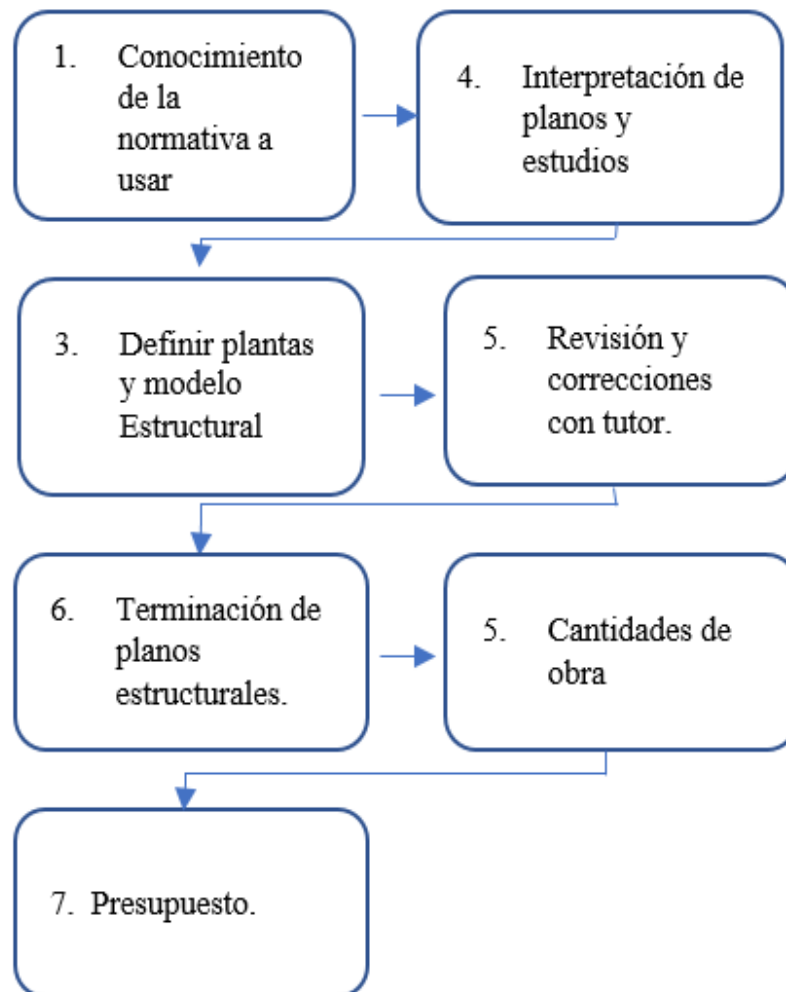 1. Conocimiento
de la
normativa a
usar
4. Interpretación de
planos y
estudios
3. Definir plantas
y modelo
Estructural
5. Revisión y
correcciones
con tutor.
6. Terminación de
planos
estructurales.
5. Cantidades de
obra
7. Presupuesto.